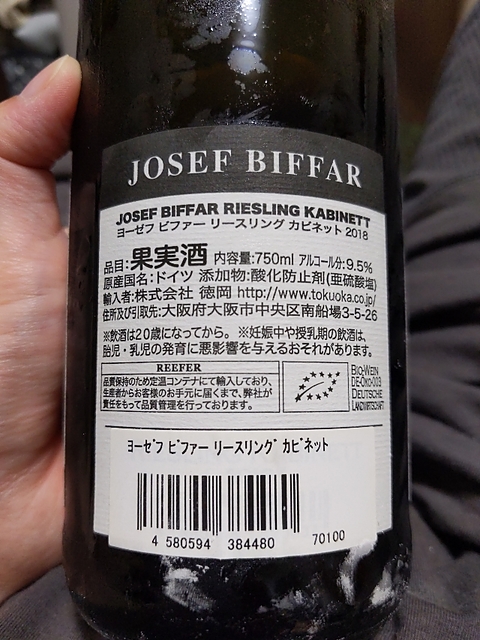 JOSEF BIFFAR
JOSEF BIFFAR RIESLING KABINETT
ヨーゼフ ビファー リースリング カビネット 2018
品目:果実酒 内容量:750ml アルコール分:9.5%
原産国名:ドイツ 添加物:酸化防止剤(亜硫酸塩)
輸入者:株式会社 徳岡 http://www.tokuoka.co.jp/
住所及び引取先:大阪府大阪市中央区南船場3-5-26
※飲酒は20歳になってから。※妊娠中や授乳期の飲酒は、
胎児・乳児の発育に悪影響を与えるおそれがあります。
REEFER
品質保持のため定温コンテナにて輸入しており、
生産者からお客様のお手元に届くまで、弊社が
責任をもって品質管理を行っております。
BIO-WEIN
DE-ÖKO-003
DEUTSCHE
LANDWIRTSCHAFT
ﾖｰｾﾞﾌ ﾋﾞﾌｧｰ ﾘｰｽﾘﾝｸﾞ ｶﾋﾞﾈｯﾄ
4 580594 384480 70100